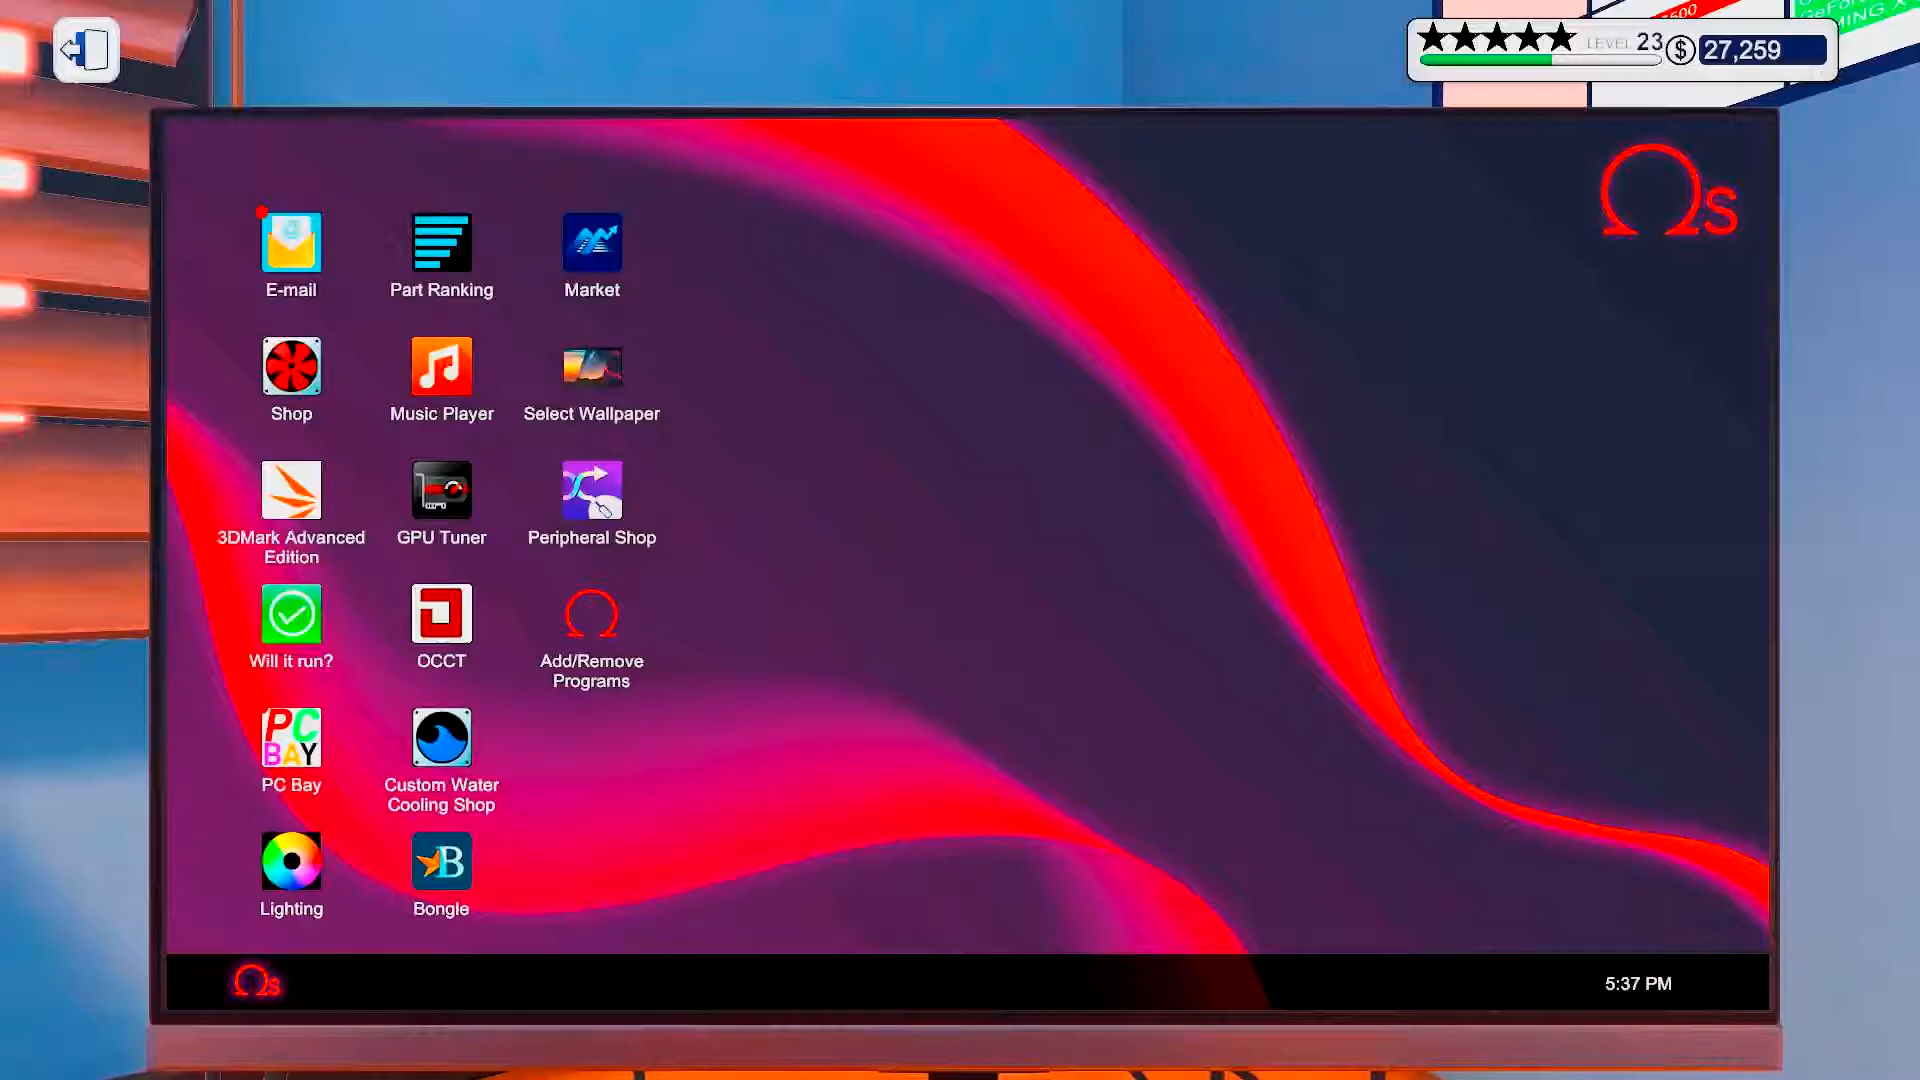 LEVEL 23
27,259
Ωs
E-mail
Part Ranking
Market
Shop
Music Player
Select Wallpaper
3DMark Advanced
Edition
GPU Tuner
Peripheral Shop
Will it run?
OCCT
Add/Remove
Programs
PC
BAY
PC Bay
Custom Water
Cooling Shop
B
Lighting
Bongle
Ωs
5:37 PM